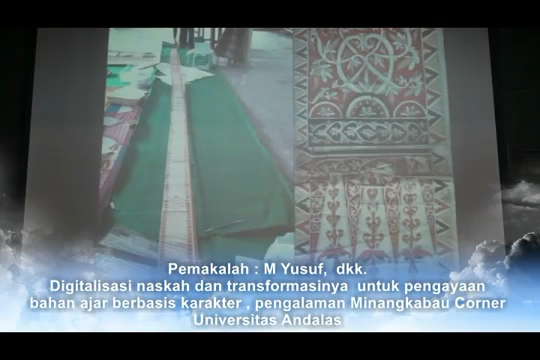 Pemakalah : M Yusuf, dkk.
Digitalisasi naskah dan transformasinya untuk pengayaan
bahan ajar berbasis karakter , pengalaman Minangkabau Corner
Universitas Andalas